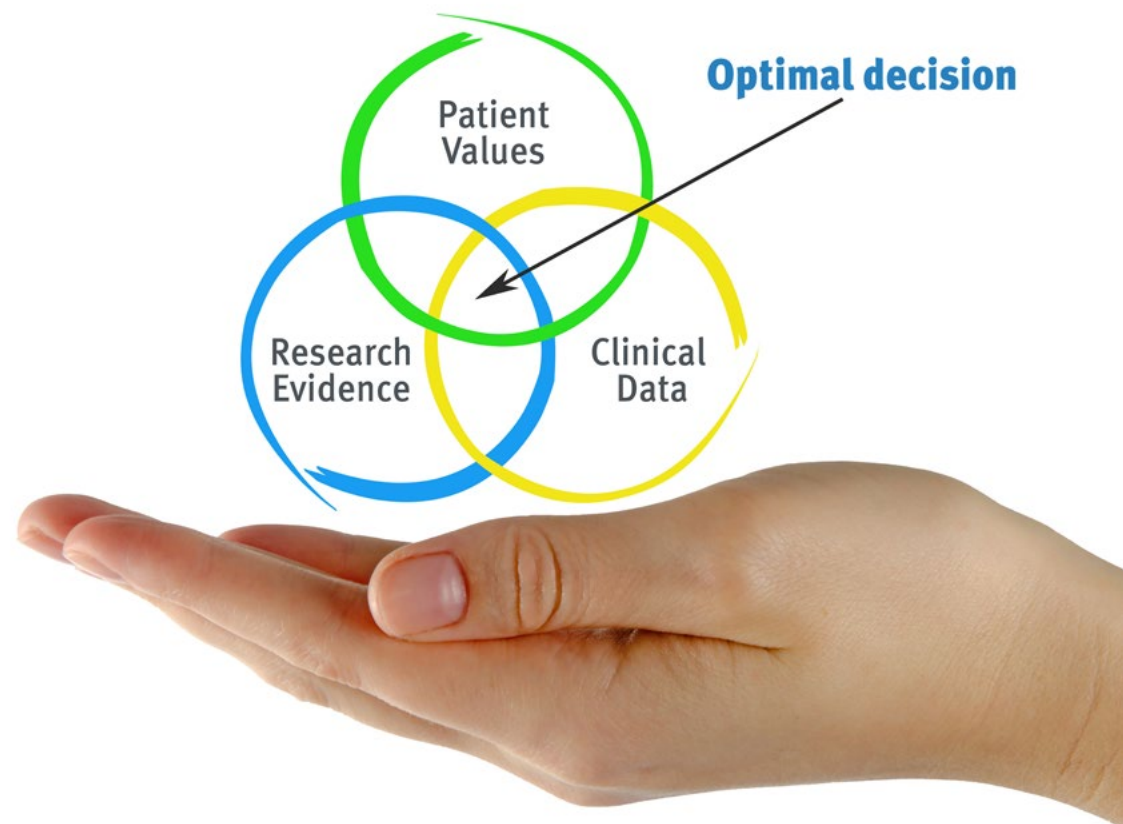 Optimal decision
Patient
Values
Research
Evidence
Clinical
Data